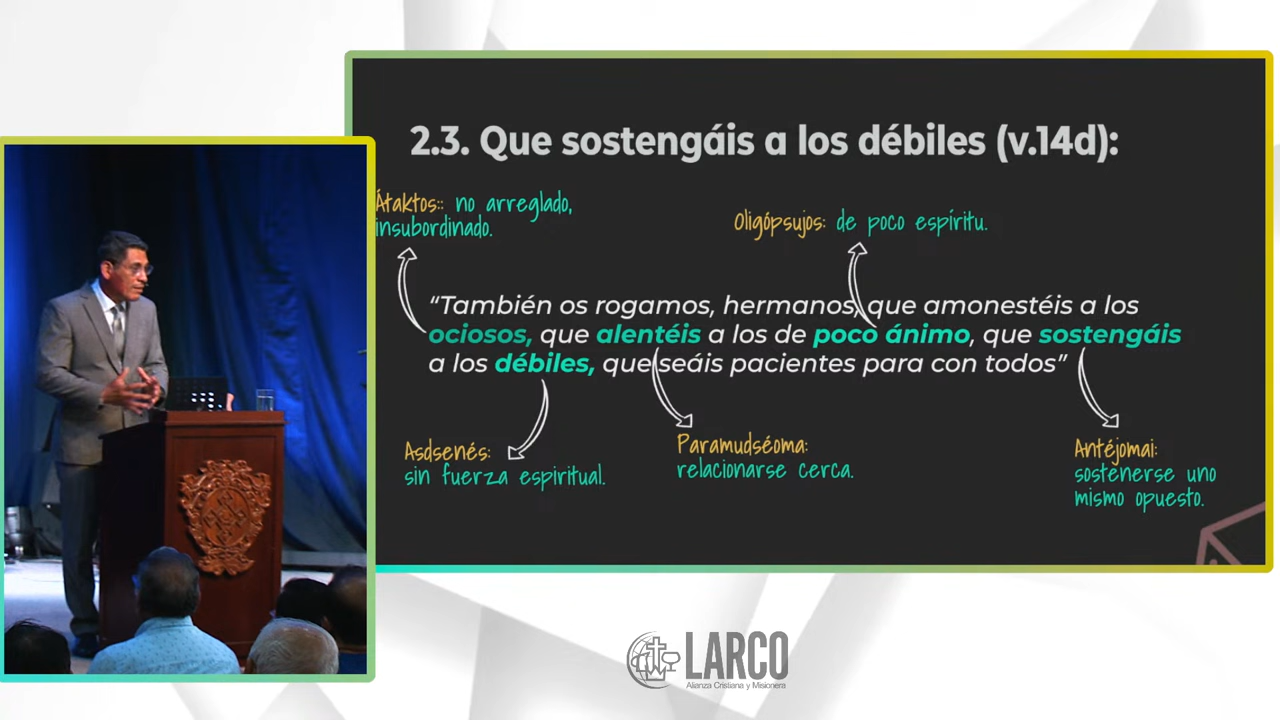 2.3. Que sostengáis a los débiles (v.14d):
Átaktos:: no arreglado,
insubordinado.
Oligópsujos: de poco espíritu.
“También os rogamos, hermanos, que amonestéis a los
ociosos, que alentéis a los de poco ánimo, que sostengáis
a los débiles, que seáis pacientes para con todos”
Asdsenés:
sin fuerza espiritual.
Paramudséoma:
relacionarse cerca.
Antéjomai:
sostenerse uno
mismo opuesto.
LARCO
Alianza Cristiana y Misionera